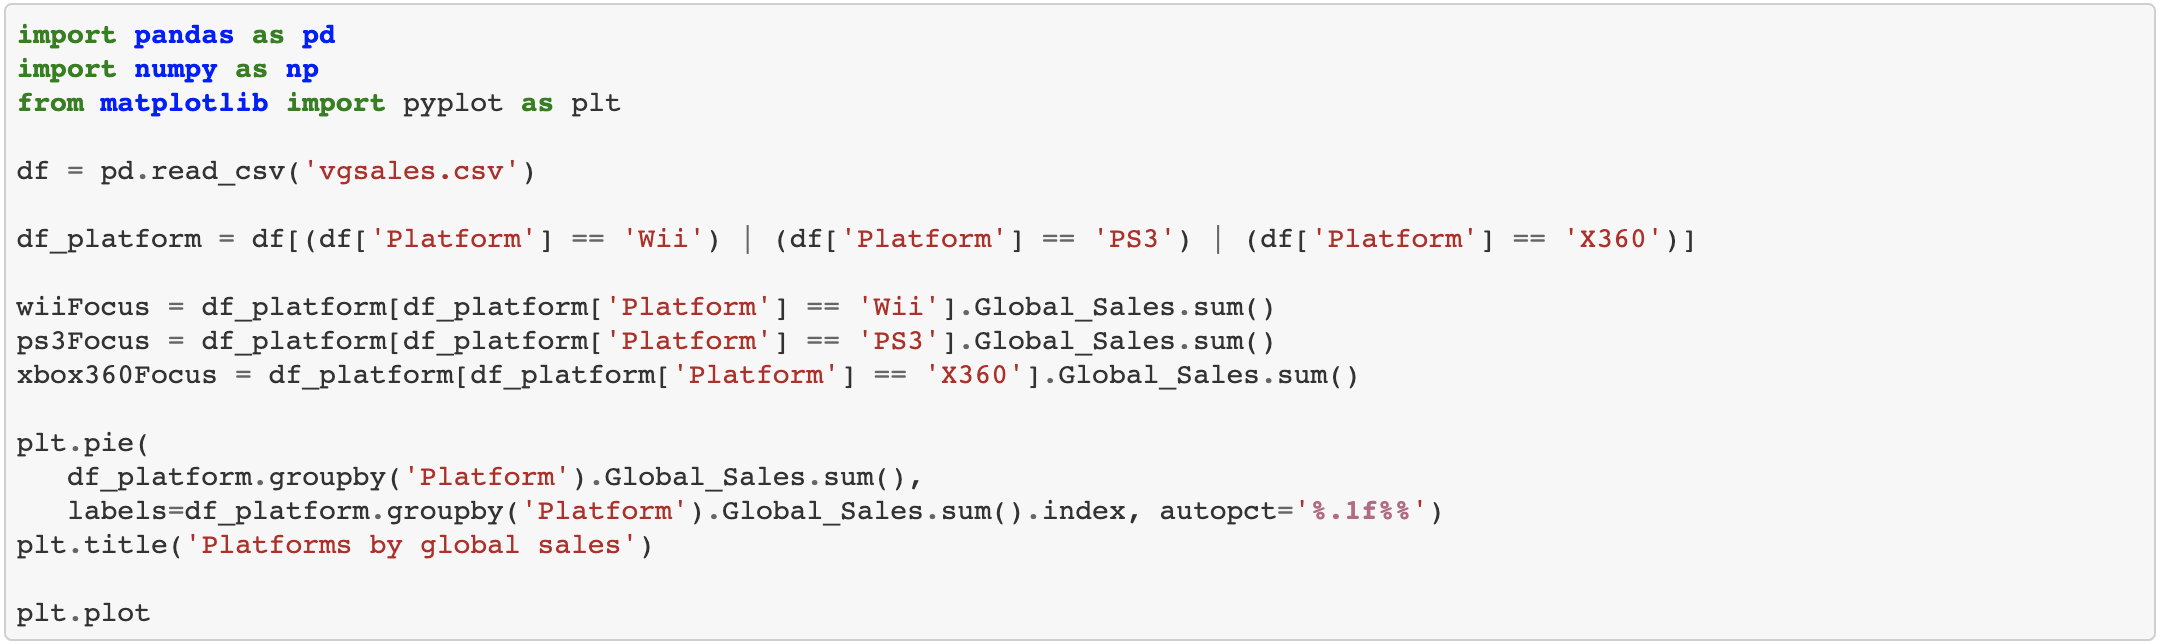 import pandas as pd
import numpy as np
from matplotlib import pyplot as plt
df = pd.read_csv('vgsales.csv')
df_platform = df[(df['Platform'] == 'Wii') | (df['Platform'] == 'PS3') | (df['Platform'] == 'X360')]
wiiFocus = df_platform[df_platform['Platform'] == 'Wii'].Global_Sales.sum()
ps3Focus = df_platform[df_platform['Platform'] == 'PS3'].Global_Sales.sum()
xbox360Focus = df_platform[df_platform['Platform'] == 'X360'].Global_Sales.sum()
plt.pie(
   df_platform.groupby('Platform').Global_Sales.sum(),
   labels=df_platform.groupby('Platform').Global_Sales.sum().index, autopct='%.1f%%')
plt.title('Platforms by global sales')
plt.plot